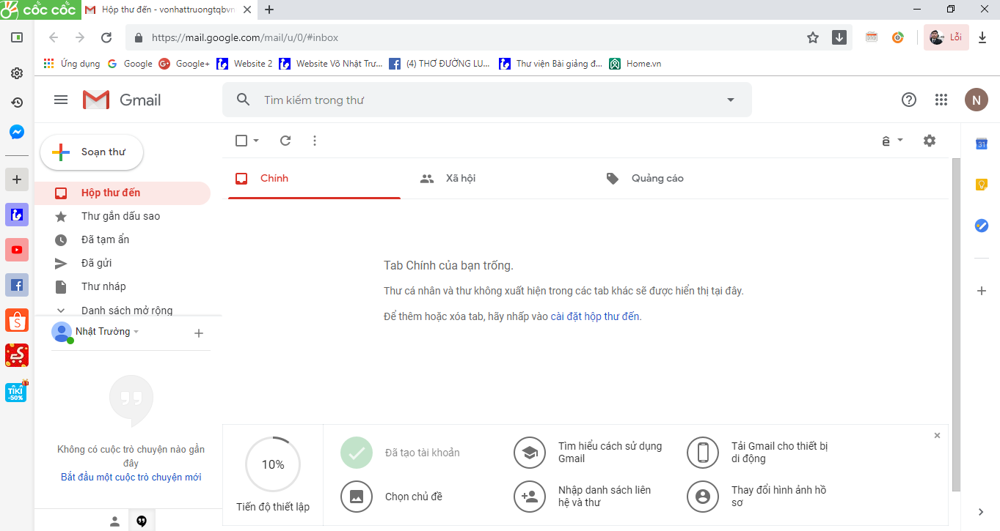 cốc cốc
Hộp thư đến - vonhattruongtqbvn
https://mail.google.com/mail/u/0/#inbox
Lỗi
Ứng dụng
Google
Google+
Website 2
Website Võ Nhật Trư...
(4) THƠ ĐƯỜNG LU...
Thư viện Bài giảng đ...
Home.vn
Gmail
Tìm kiếm trong thư
N
Soạn thư
ê
31
Chính
Xã hội
Quảng cáo
Hộp thư đến
Thư gắn dấu sao
Đã tạm ẩn
Đã gửi
Thư nháp
Danh sách mở rộng
Tab Chính của bạn trống.
Thư cá nhân và thư không xuất hiện trong các tab khác sẽ được hiển thị tại đây.
Để thêm hoặc xóa tab, hãy nhấp vào cài đặt hộp thư đến.
Nhật Trường
TIKI
-50%
Không có cuộc trò chuyện nào gần
đây
Bắt đầu một cuộc trò chuyện mới
10%
Tiến độ thiết lập
Đã tạo tài khoản
Tìm hiểu cách sử dụng
Gmail
Tải Gmail cho thiết bị
di động
Chọn chủ đề
Nhập danh sách liên
hệ và thư
Thay đổi hình ảnh hồ
sơ